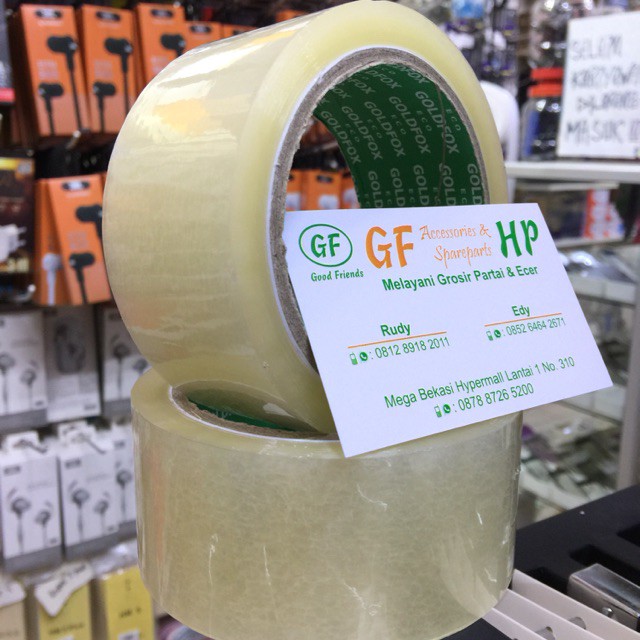 GOLDFOX
GF
Good Friends
GF Accessories & Spareparts HP
Melayani Grosir Partai & Ecer
Rudy
: 0812 8918 2011
Edy
: 0852 6464 2671
Mega Bekasi Hypermall Lantai 1 No. 310
: 0878 8726 5200